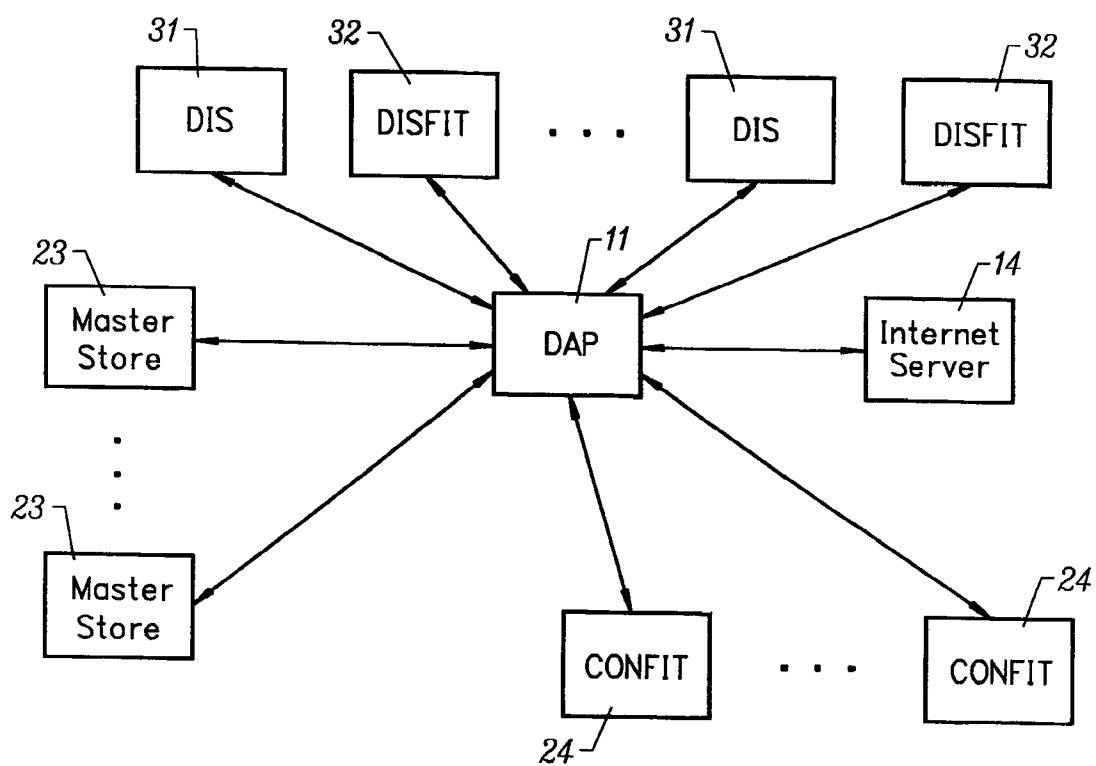 31
32
31
32
DIS
DISFIT
DIS
DISFIT
23
11
14
Master
Store
DAP
Internet
Server
23
Master
Store
24
CONFIT
CONFIT
24